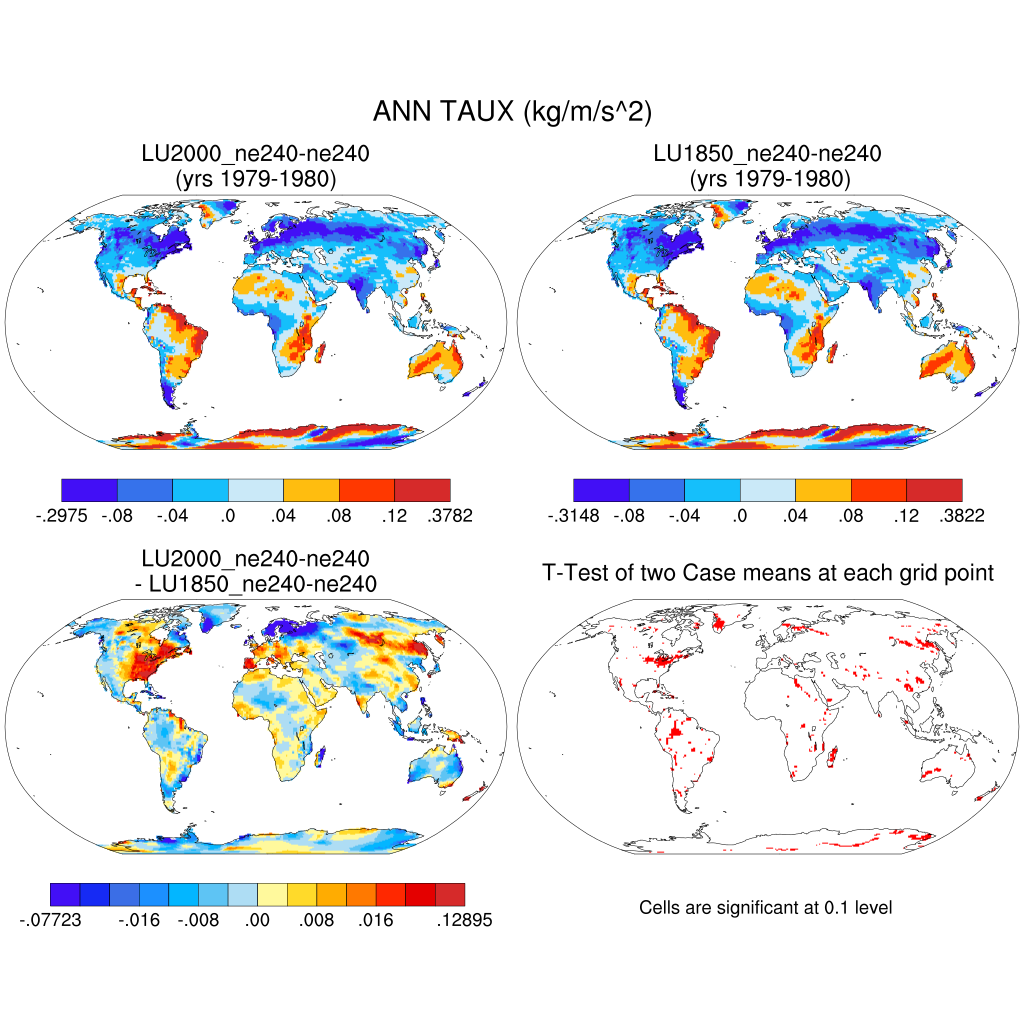 ANN TAUX (kg/m/s^2)
LU2000_ne240-ne240
(yrs 1979-1980)
LU1850_ne240-ne240
(yrs 1979-1980)
-.2975 -.08 -.04 .0 .04 .08 .12 .3782
-.3148 -.08 -.04 .0 .04 .08 .12 .3822
LU2000_ne240-ne240
- LU1850_ne240-ne240
T-Test of two Case means at each grid point
-.07723 -.016 -.008 .00 .008 .016 .12895
Cells are significant at 0.1 level